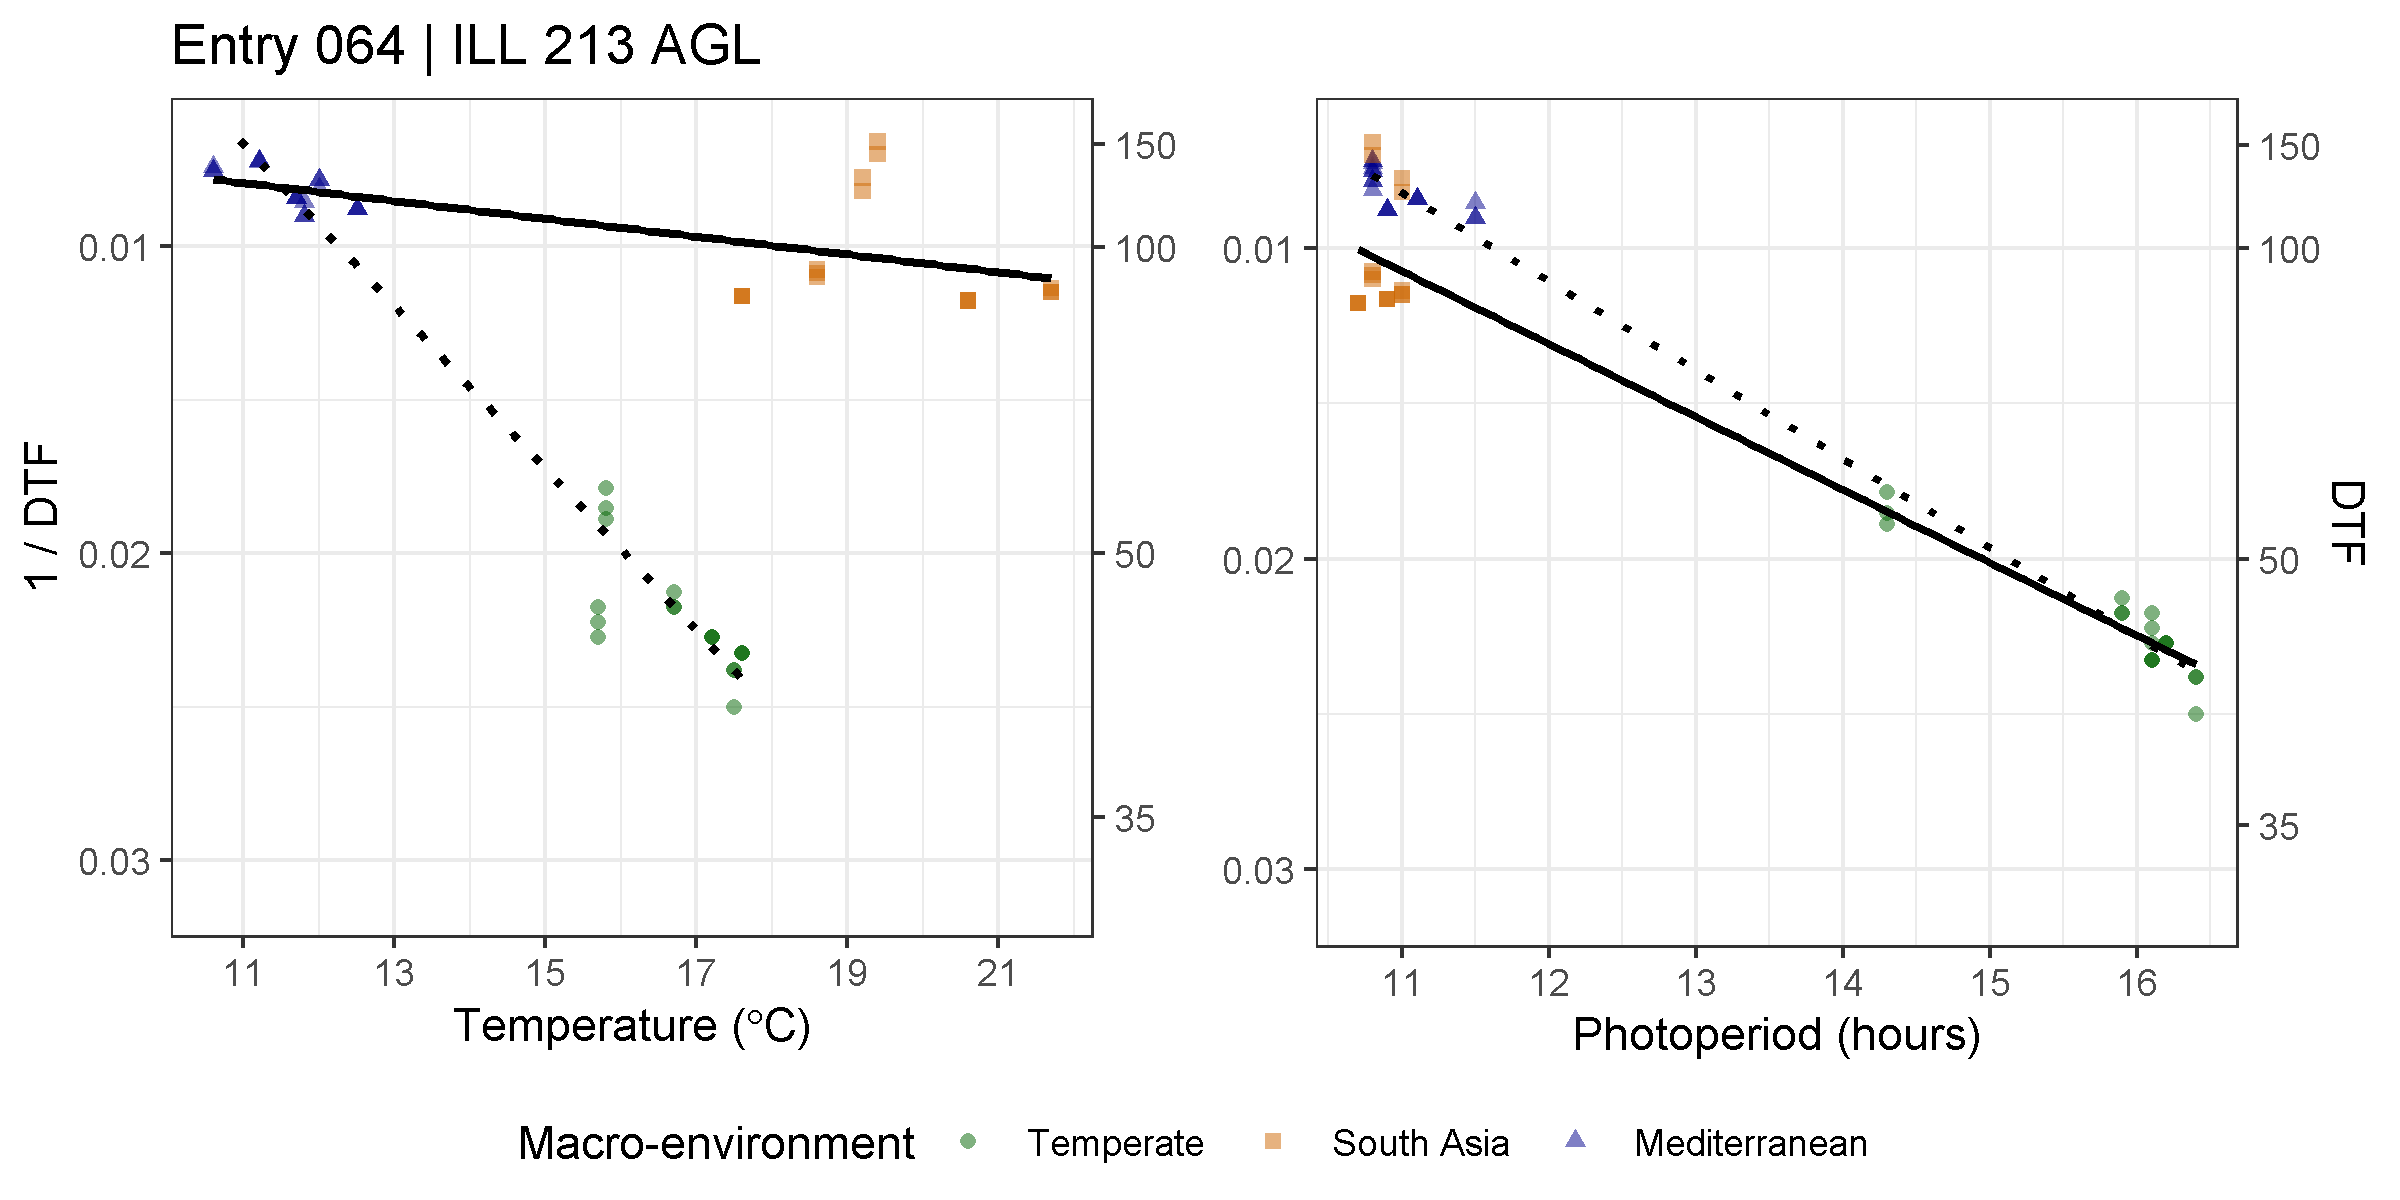 Entry 064 | ILL 213 AGL
1 / DTF
0.01
0.02
0.03
150
100
50
35
11 13 15 17 19 21
Temperature (°C)
0.01
0.02
0.03
150
100
50
35
DTF
11 12 13 14 15 16
Photoperiod (hours)
Macro-environment Temperate South Asia Mediterranean